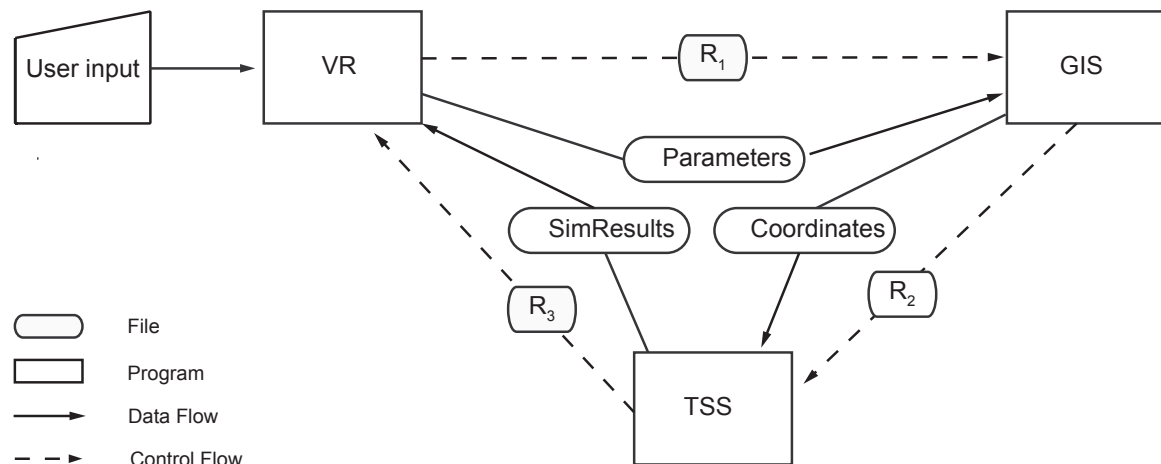 User input
VR
R₁
GIS
Parameters
SimResults
Coordinates
R₃
R₂
TSS
File
Program
Data Flow
Control Flow